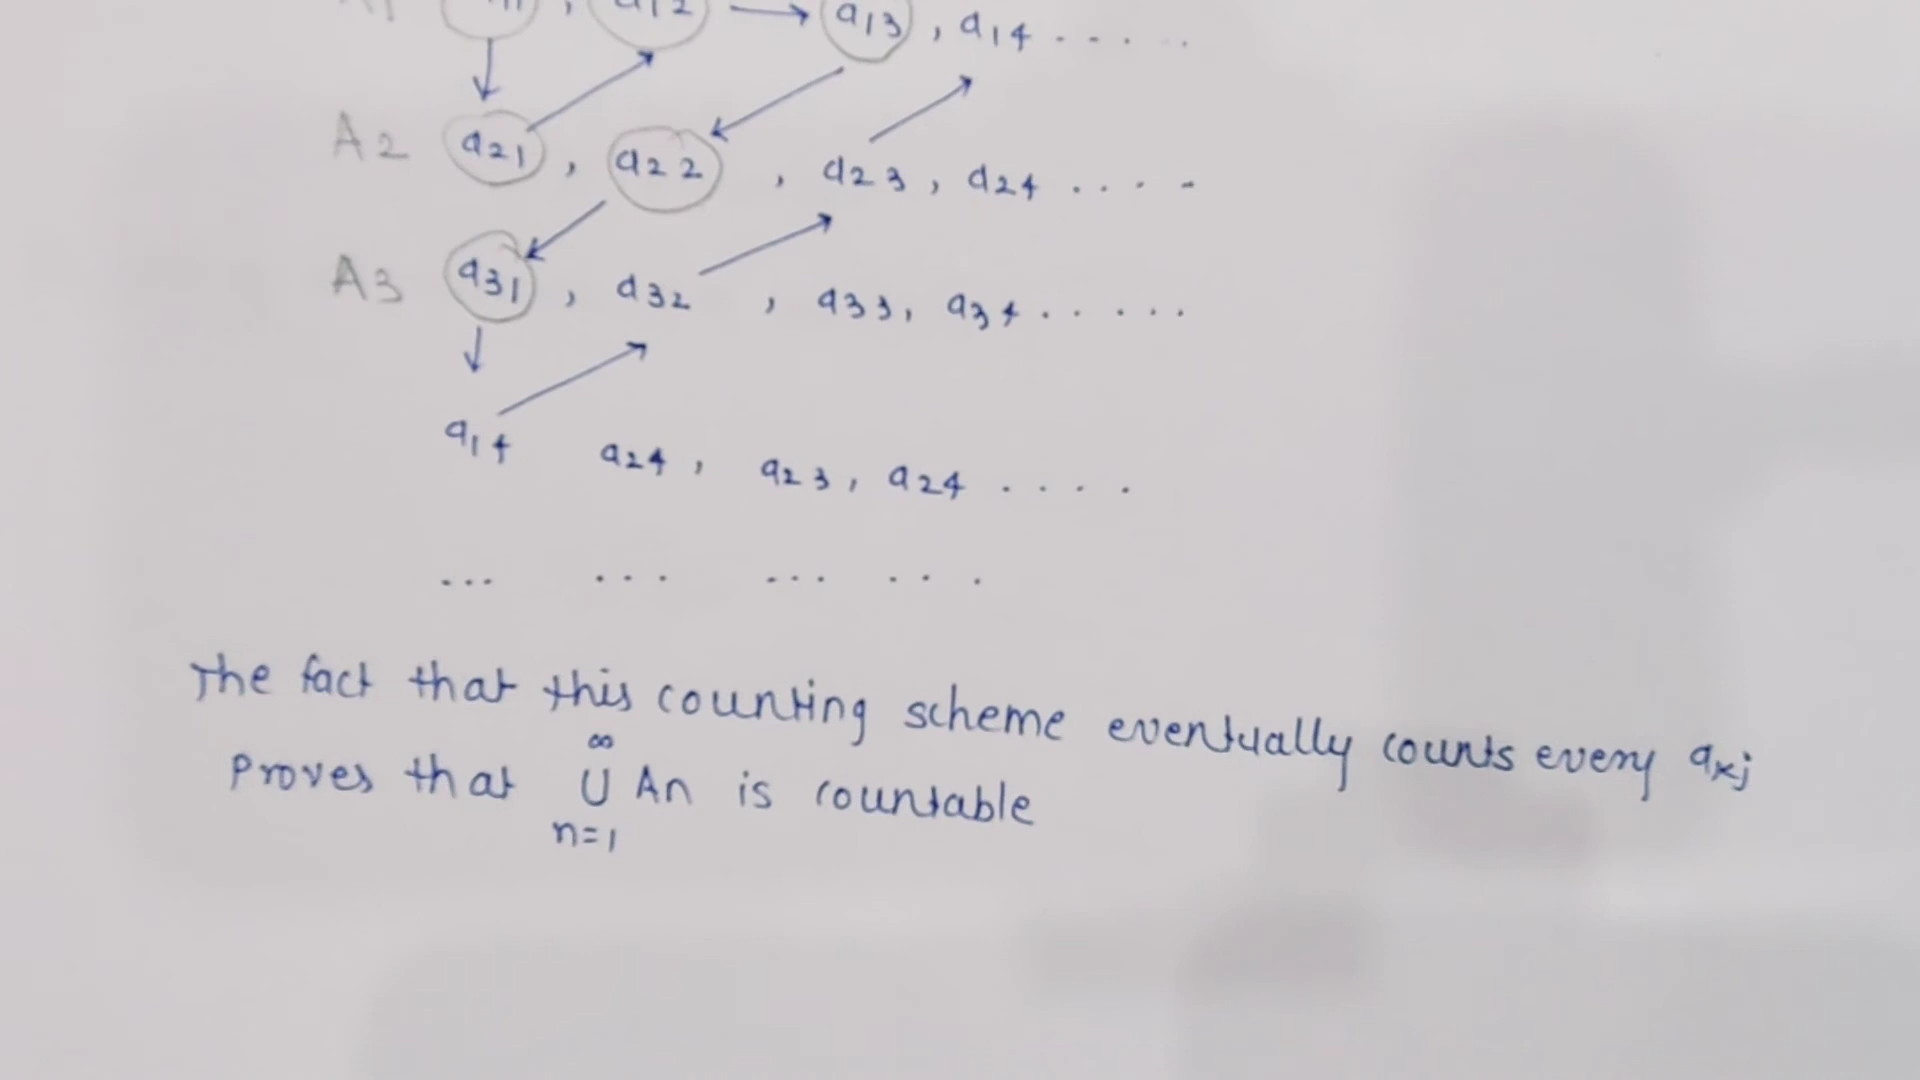 a13, a14 .....
A2 a21, a22, a23, a24 ....
A3 a31, a32, a33, a34 .....
a14 a24, a23, a24 ....
... ... ... ...
The fact that this counting scheme eventually counts every axj
proves that ∞ ∪ n=1 An is countable